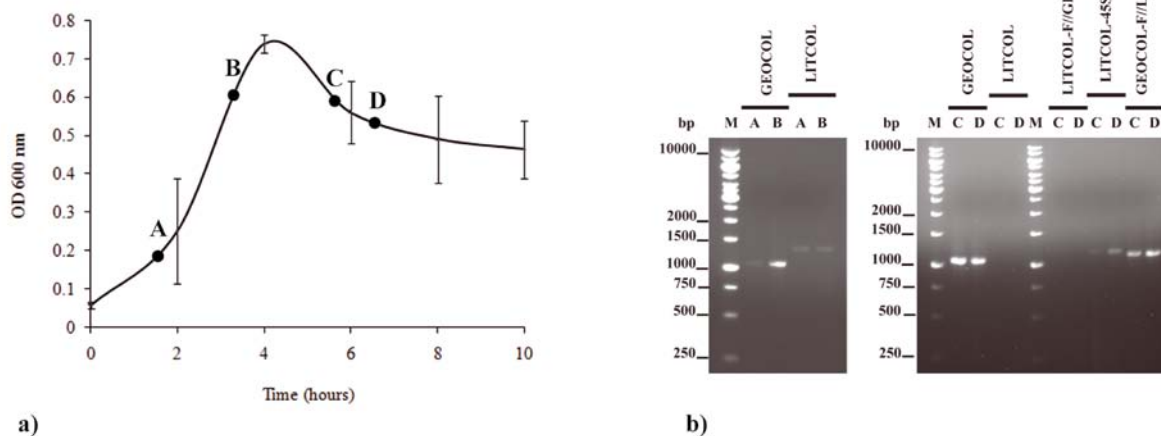 0.8
0.7
0.6
0.5
0.4
0.3
0.2
0.1
0
OD 600 nm
A
B
C
D
0 2 4 6 8 10
Time (hours)
a)
GEOCOL
LITCOL
bp M A B A B
10000
2000
1500
1000
750
500
250
GEOCOL
LITCOL
bp M C D C D M C D C D C D
10000
2000
1500
1000
750
500
250
b)